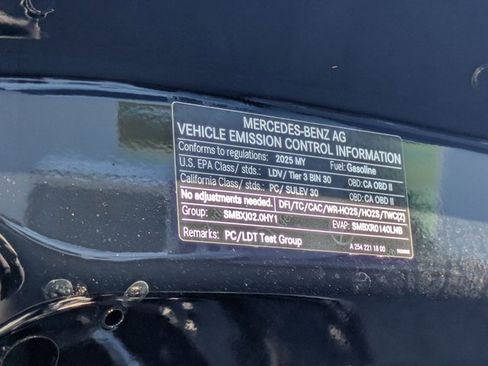 MERCEDES-BENZ AG
VEHICLE EMISSION CONTROL INFORMATION
Conforms to regulations: 2025 MY Fuel: Gasoline
U.S. EPA Class/ stds.: LDV/ Tier 3 BIN 30 OBD: CA OBD II
California Class/ stds.: PC/ SULEV 30 OBD: CA OBD II
No adjustments needed. DFI/TC/CAC/WR-HO2S/HO2S/TWC(2)
Group: SMBXJ02.0HY1 EVAP: SMBXR0140LNB
Remarks: PC/LDT Test Group A 254 221 18 00